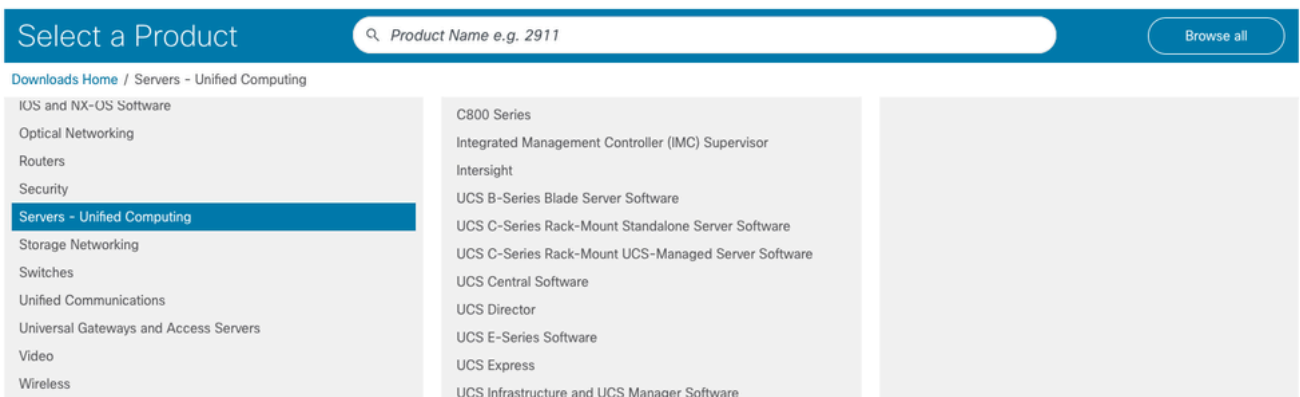 Select a Product
Product Name e.g. 2911
Browse all
Downloads Home / Servers - Unified Computing
IOS and NX-OS Software
Optical Networking
Routers
Security
Servers - Unified Computing
Storage Networking
Switches
Unified Communications
Universal Gateways and Access Servers
Video
Wireless
C800 Series
Integrated Management Controller (IMC) Supervisor
Intersight
UCS B-Series Blade Server Software
UCS C-Series Rack-Mount Standalone Server Software
UCS C-Series Rack-Mount UCS-Managed Server Software
UCS Central Software
UCS Director
UCS E-Series Software
UCS Express
UCS Infrastructure and UCS Manager Software